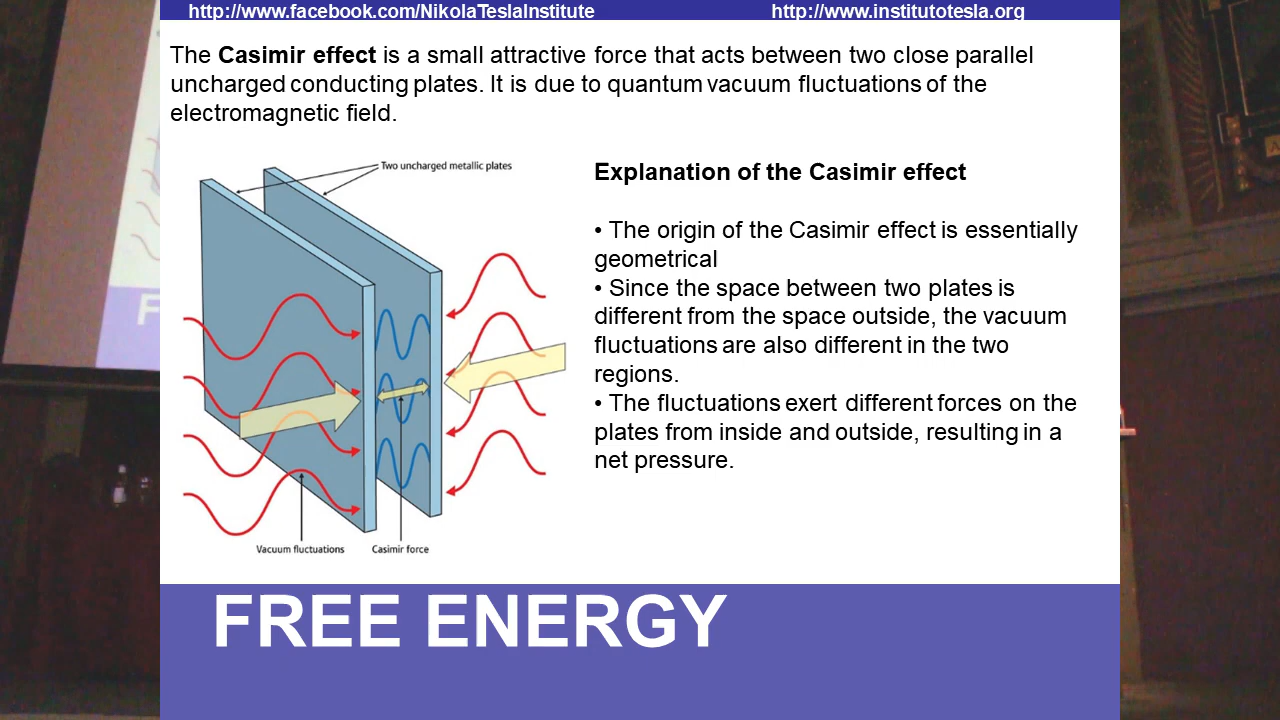 http://www.facebook.com/NikolaTeslaInstitute http://www.institutotesla.org
The Casimir effect is a small attractive force that acts between two close parallel
uncharged conducting plates. It is due to quantum vacuum fluctuations of the
electromagnetic field.
Two uncharged metallic plates
Vacuum fluctuations
Casimir force
Explanation of the Casimir effect
• The origin of the Casimir effect is essentially
geometrical
• Since the space between two plates is
different from the space outside, the vacuum
fluctuations are also different in the two
regions.
• The fluctuations exert different forces on the
plates from inside and outside, resulting in a
net pressure.
FREE ENERGY